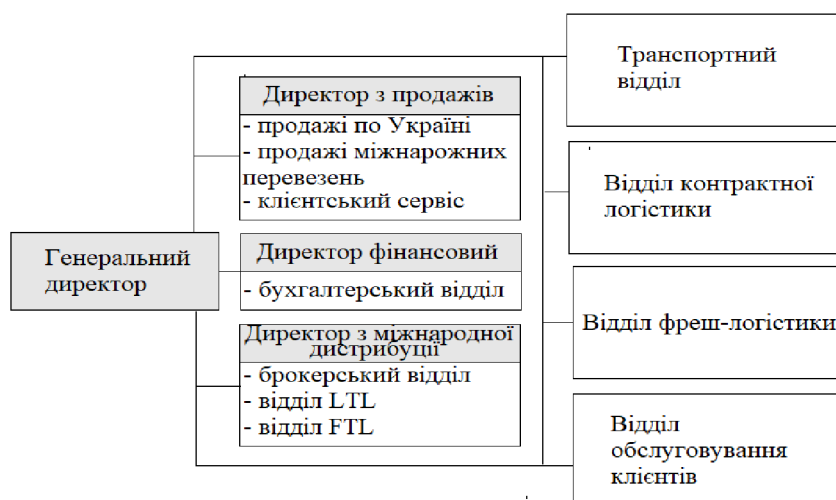 Генеральний
директор
Директор з продажів
- продажі по Україні
- продажі міжнарожних
перевезень
- клієнтський сервіс
Директор фінансовий
- бухгалтерський відділ
Директор з міжнародної
дистрибуції
- брокерський відділ
- відділ LTL
- відділ FTL
Транспортний
відділ
Відділ контрактної
логістики
Відділ фреш-логістики
Відділ
обслуговування
клієнтів